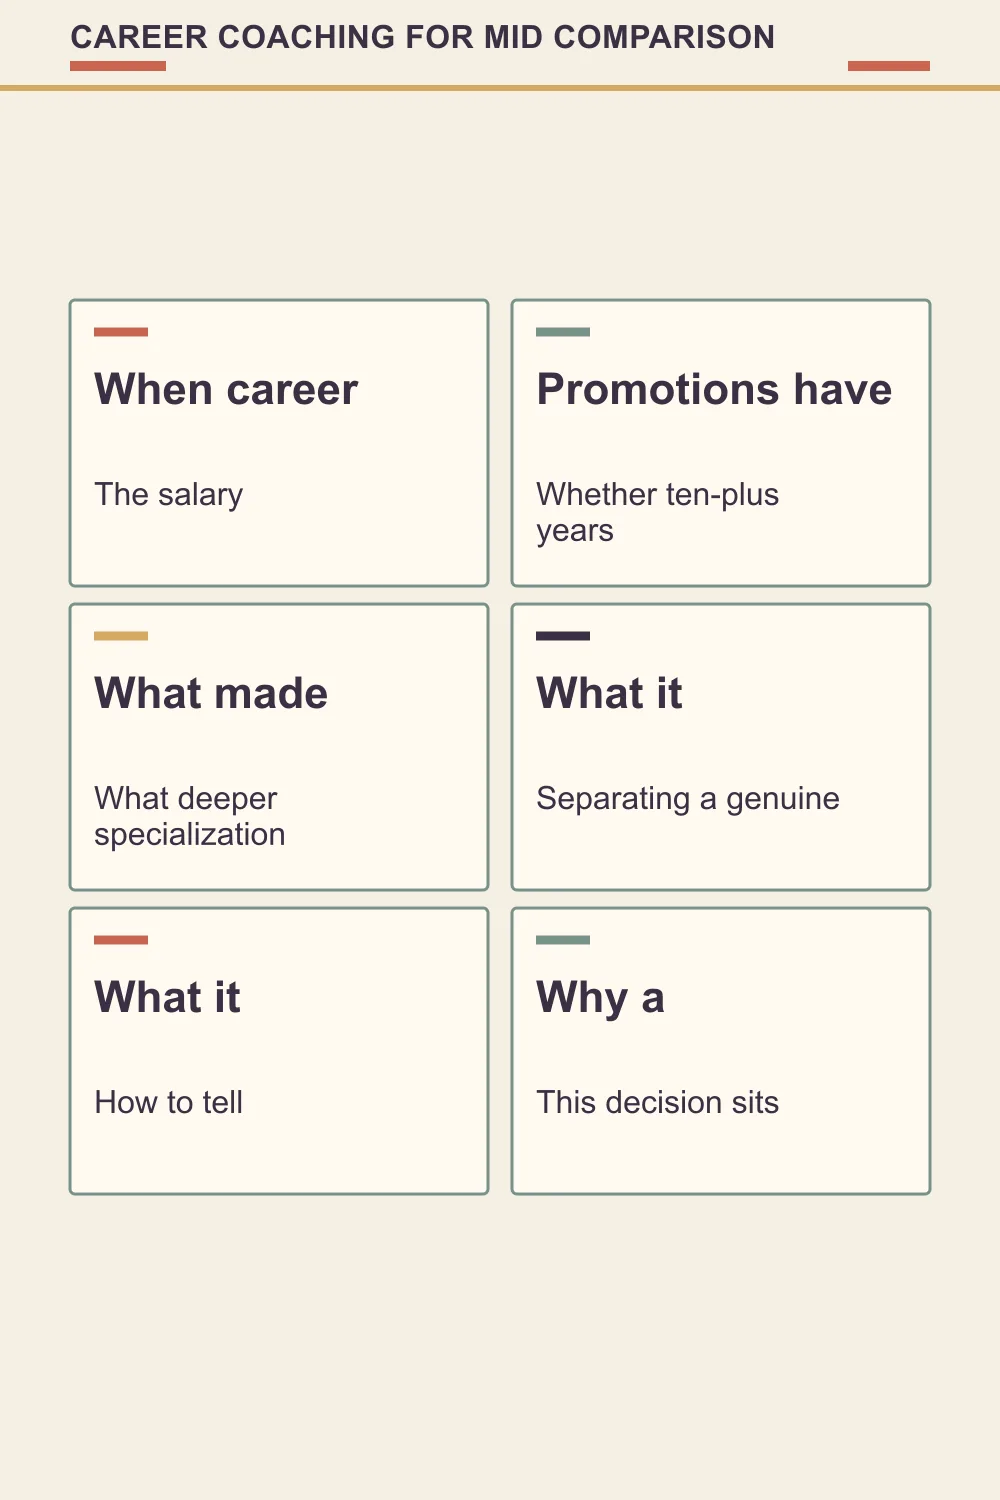 CAREER COACHING FOR MID COMPARISON
When career
The salary
Promotions have
Whether ten-plus
years
What made
What deeper
specialization
What it
Separating a genuine
What it
How to tell
Why a
This decision sits